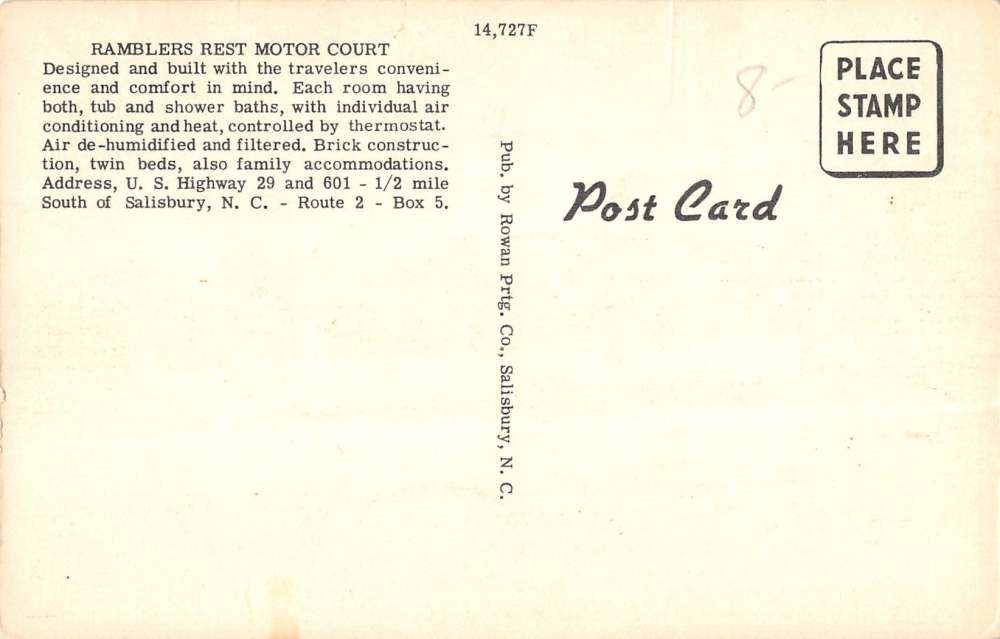 14,727F
RAMBLERS REST MOTOR COURT
Designed and built with the travelers conveni-
ence and comfort in mind. Each room having
both, tub and shower baths, with individual air
conditioning and heat, controlled by thermostat.
Air de-humidified and filtered. Brick construc-
tion, twin beds, also family accommodations.
Address, U. S. Highway 29 and 601 - 1/2 mile
South of Salisbury, N. C. - Route 2 - Box 5.
Pub. by Rowan Prtg. Co., Salisbury, N. C.
8-
PLACE
STAMP
HERE
Post Card